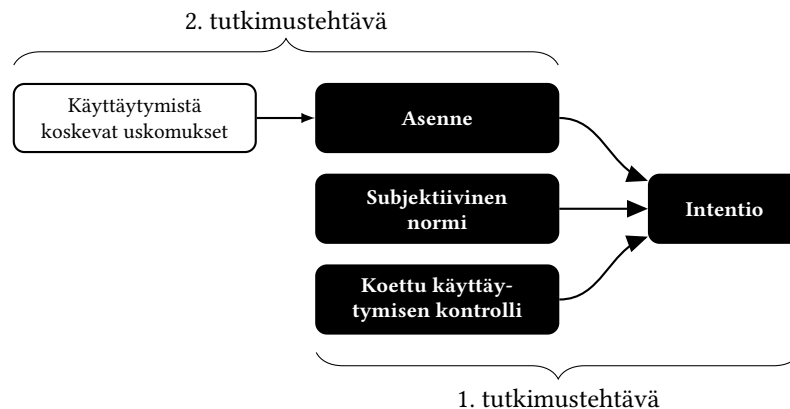 2. tutkimustehtävä
Käyttäytymistä
koskevat uskomukset
Asenne
Subjektiivinen
normi
Intentio
Koettu käyttäy-
tymisen kontrolli
1. tutkimustehtävä